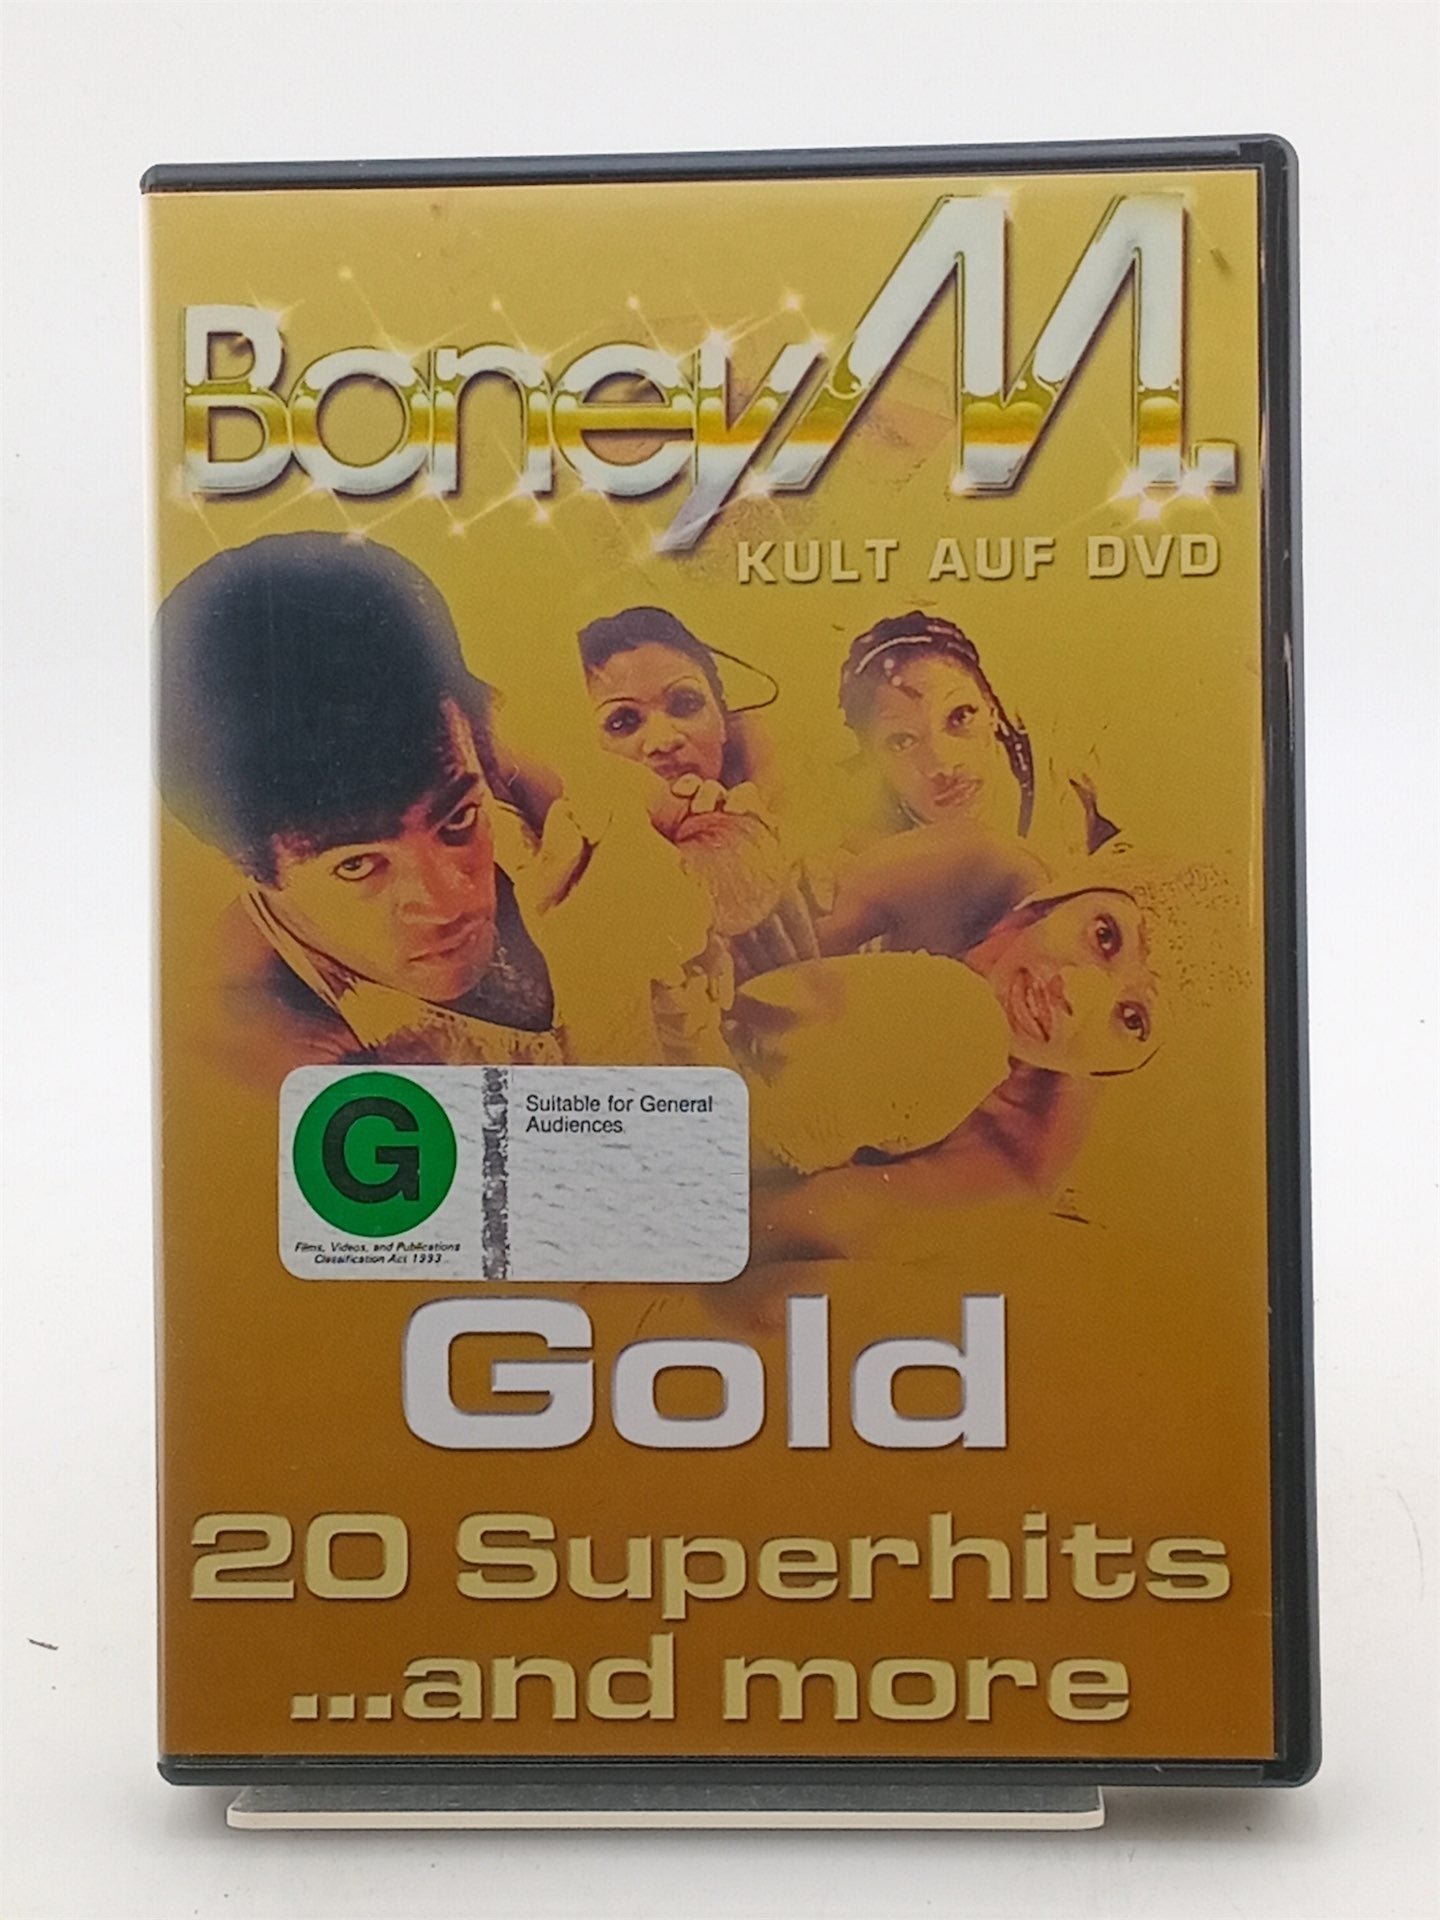 Boney M.
KULT AUF DVD
G
Suitable for General
Audiences
Films, Videos, and Publications
Classification Act 1993
Gold
20 Superhits
...and more